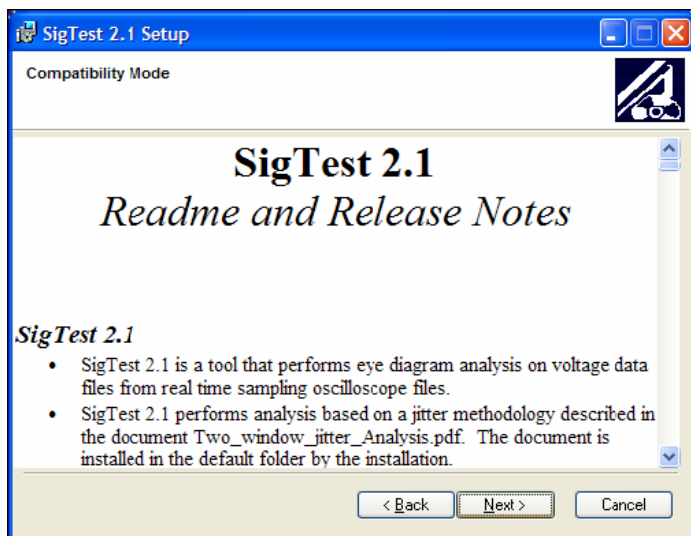 SigTest 2.1 Setup
Compatibility Mode
SigTest 2.1
Readme and Release Notes
SigTest 2.1
• SigTest 2.1 is a tool that performs eye diagram analysis on voltage data
files from real time sampling oscilloscope files.
• SigTest 2.1 performs analysis based on a jitter methodology described in
the document Two_window_jitter_Analysis.pdf. The document is
installed in the default folder by the installation.
< Back Next > Cancel